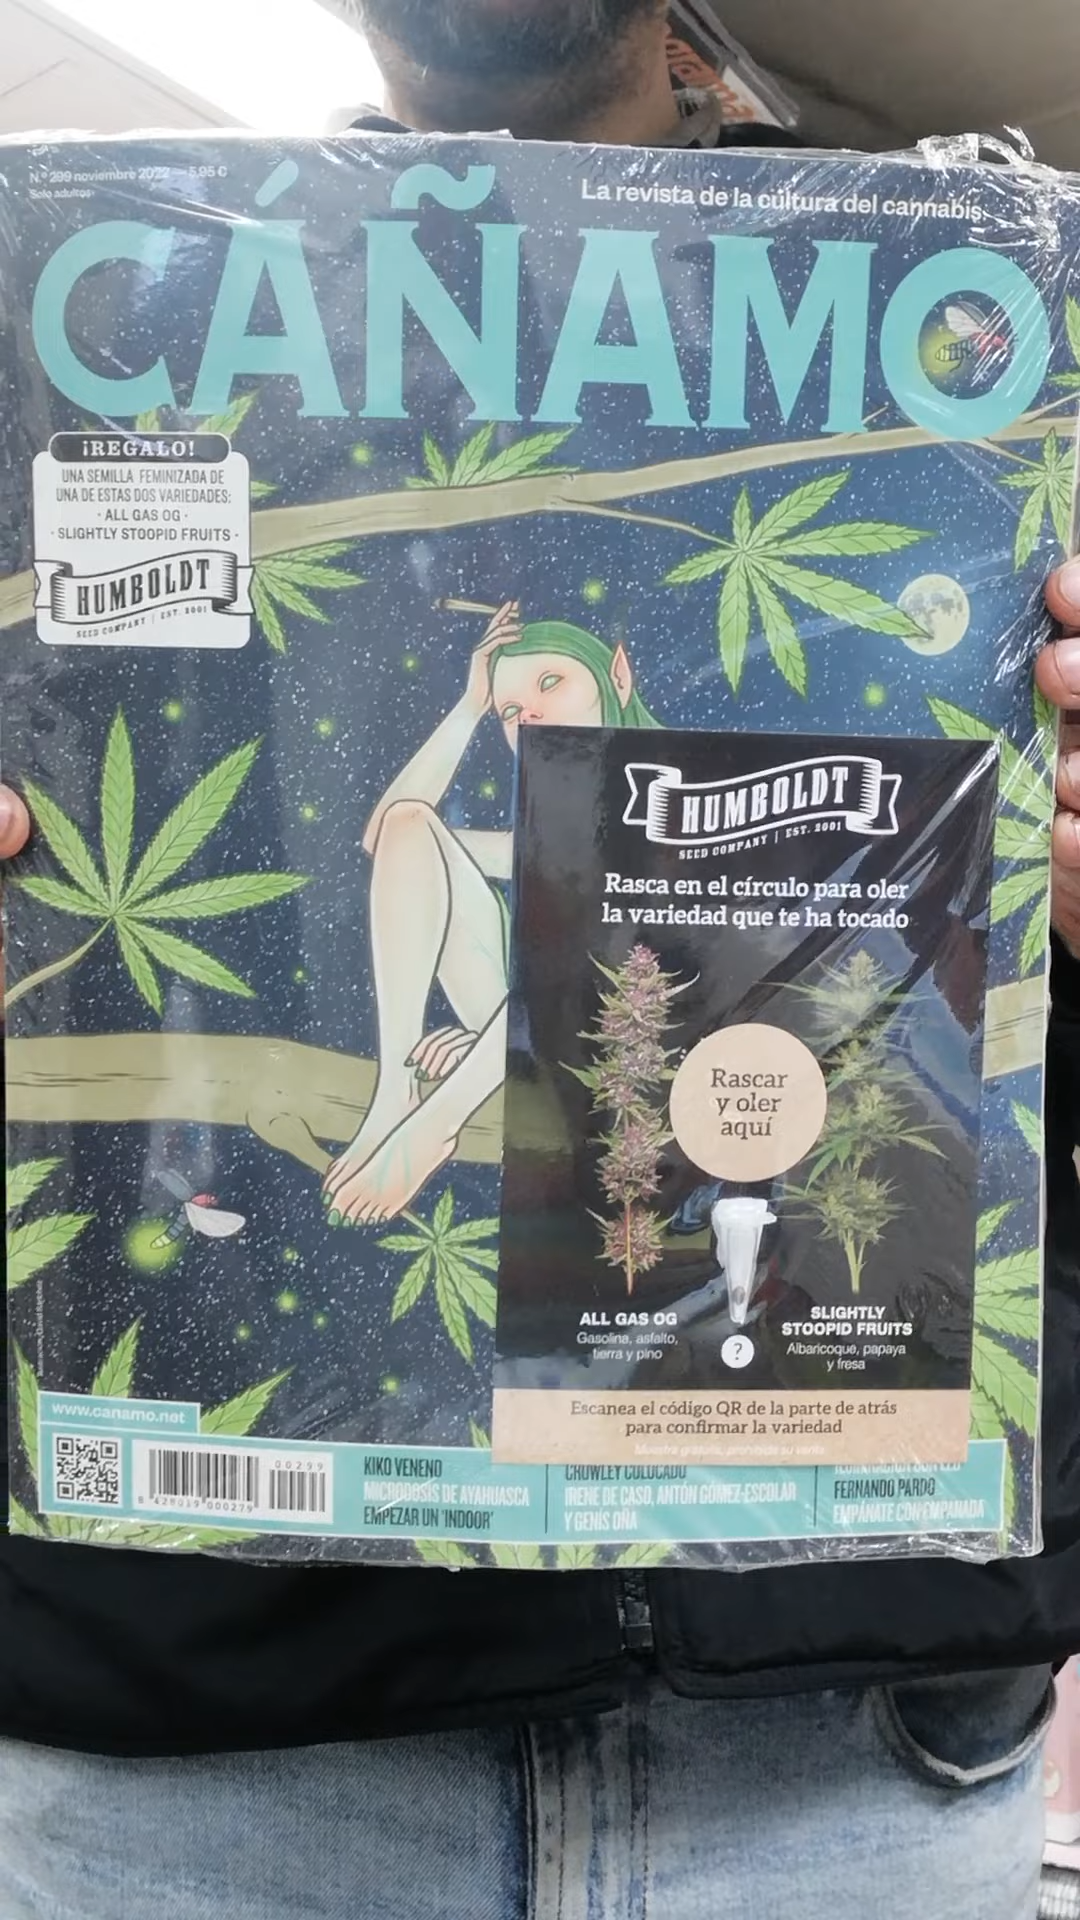 N.º 299 noviembre 2022 — 5,95 €
Solo adultos
La revista de la cultura del cannabis
CÁÑAMO
¡REGALO!
UNA SEMILLA FEMINIZADA DE
UNA DE ESTAS DOS VARIEDADES:
· ALL GAS OG ·
· SLIGHTLY STOOPID FRUITS ·
HUMBOLDT
SEED COMPANY | EST. 2001
HUMBOLDT
SEED COMPANY | EST. 2001
Rasca en el círculo para oler
la variedad que te ha tocado
Rascar
y oler
aquí
ALL GAS OG
Gasolina, asfalto,
tierra y pino
?
SLIGHTLY
STOOPID FRUITS
Albaricoque, papaya
y fresa
Escanea el código QR de la parte de atrás
para confirmar la variedad
Muestra gratuita, prohibida su venta
www.canamo.net
00299
8 428019 000279
KIKO VENENO
MICRODOSIS DE AYAHUASCA
EMPEZAR UN 'INDOOR'
CROWLEY COLOCADO
IRENE DE CASO, ANTÓN GÓMEZ-ESCOLAR
Y GENÍS OÑA
FERNANDO PARDO
EMPÁNATE CON EMPANADA